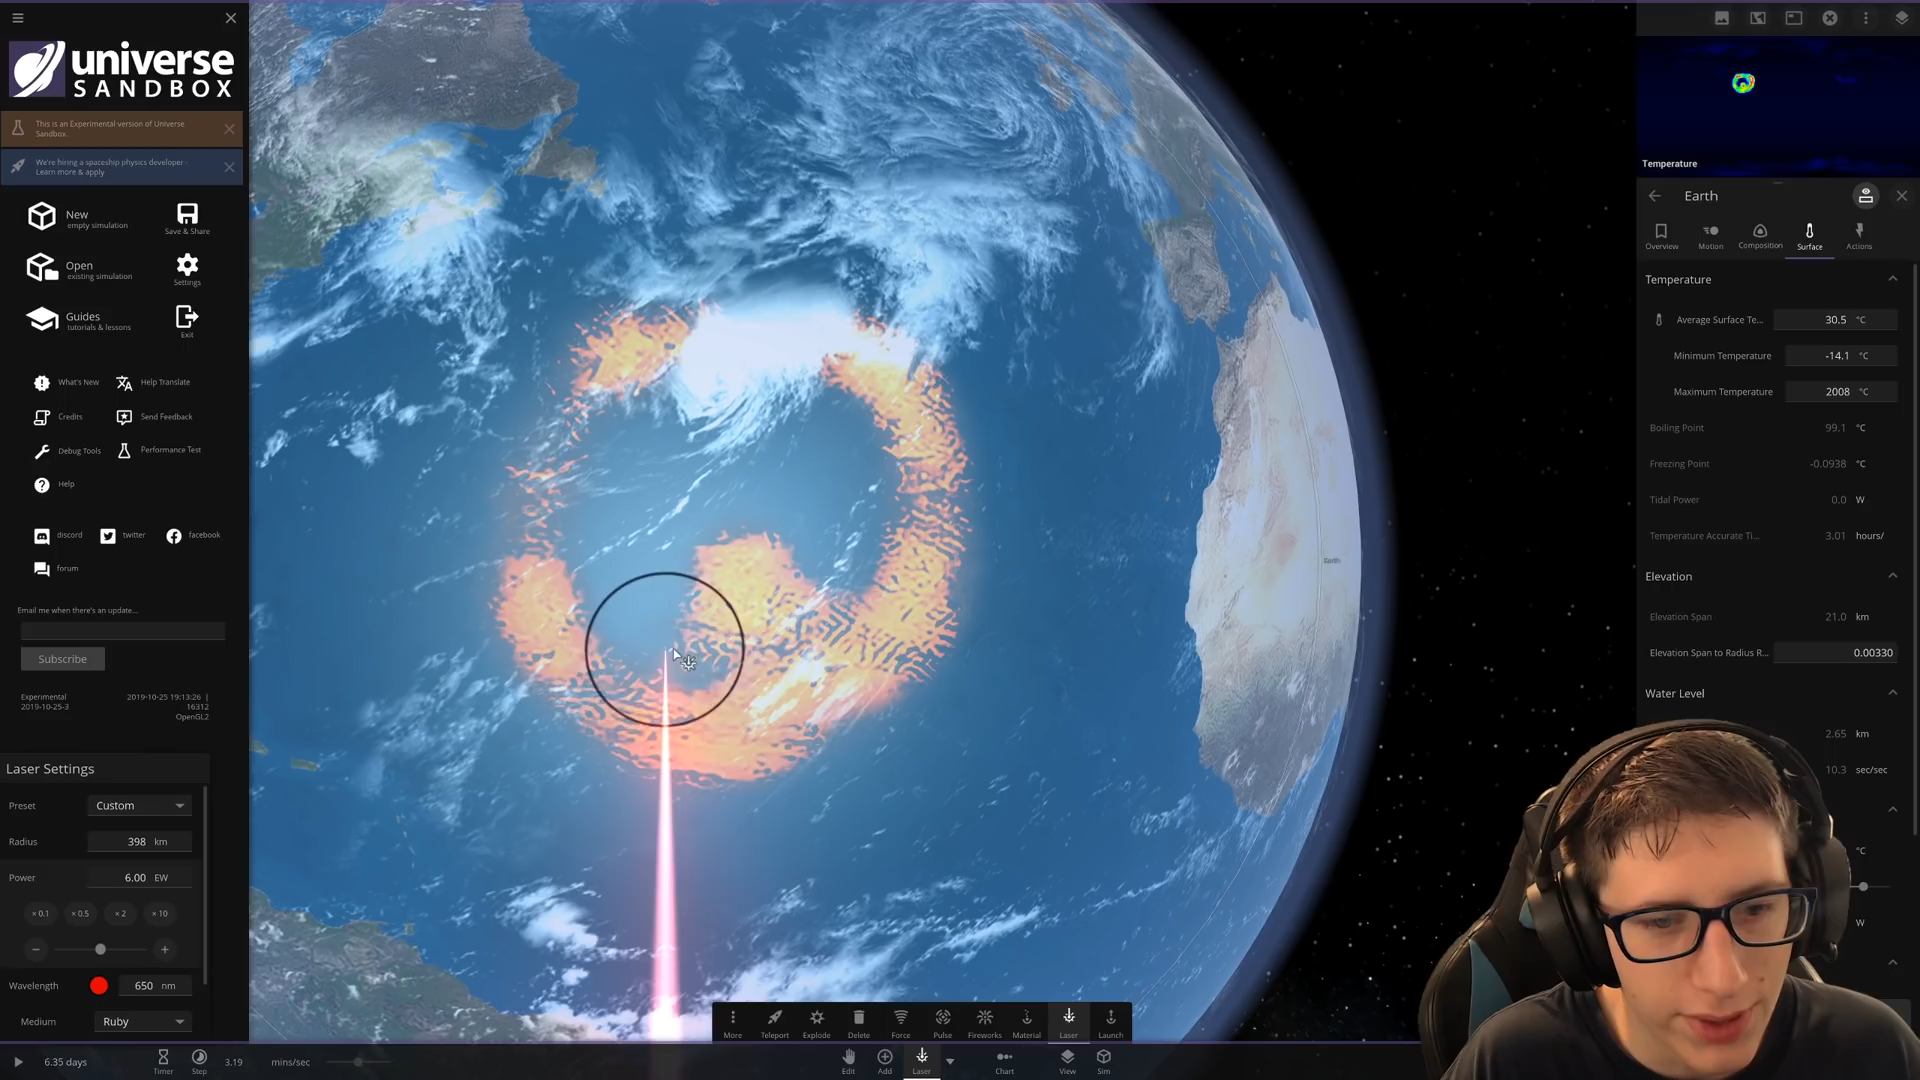 universe
SANDBOX
This is an Experimental version of Universe
Sandbox.
We're hiring a spaceship physics developer -
Learn more & apply
New
empty simulation
Save & Share
Open
existing simulation
Settings
Guides
tutorials & lessons
Exit
What's New
Help Translate
Credits
Send Feedback
Debug Tools
Performance Test
Help
discord
twitter
facebook
forum
Email me when there's an update...
Subscribe
Experimental
2019-10-25-3
2019-10-25 19:13:26 |
16312
OpenGL2
Laser Settings
Preset
Custom
Radius
398 km
Power
6.00 EW
× 0.1
× 0.5
× 2
× 10
Wavelength
650 nm
Medium
Ruby
6.35 days
Timer
Step
3.19
mins/sec
More
Teleport
Explode
Delete
Force
Pulse
Fireworks
Material
Laser
Launch
Edit
Add
Laser
Chart
View
Sim
Earth
Temperature
Earth
Overview
Motion
Composition
Surface
Actions
Temperature
Average Surface Te...
30.5 °C
Minimum Temperature
-14.1 °C
Maximum Temperature
2008 °C
Boiling Point
99.1 °C
Freezing Point
-0.0938 °C
Tidal Power
0.0 W
Temperature Accurate Ti...
3.01 hours/
Elevation
Elevation Span
21.0 km
Elevation Span to Radius R...
0.00330
Water Level
2.65 km
10.3 sec/sec
°C
W